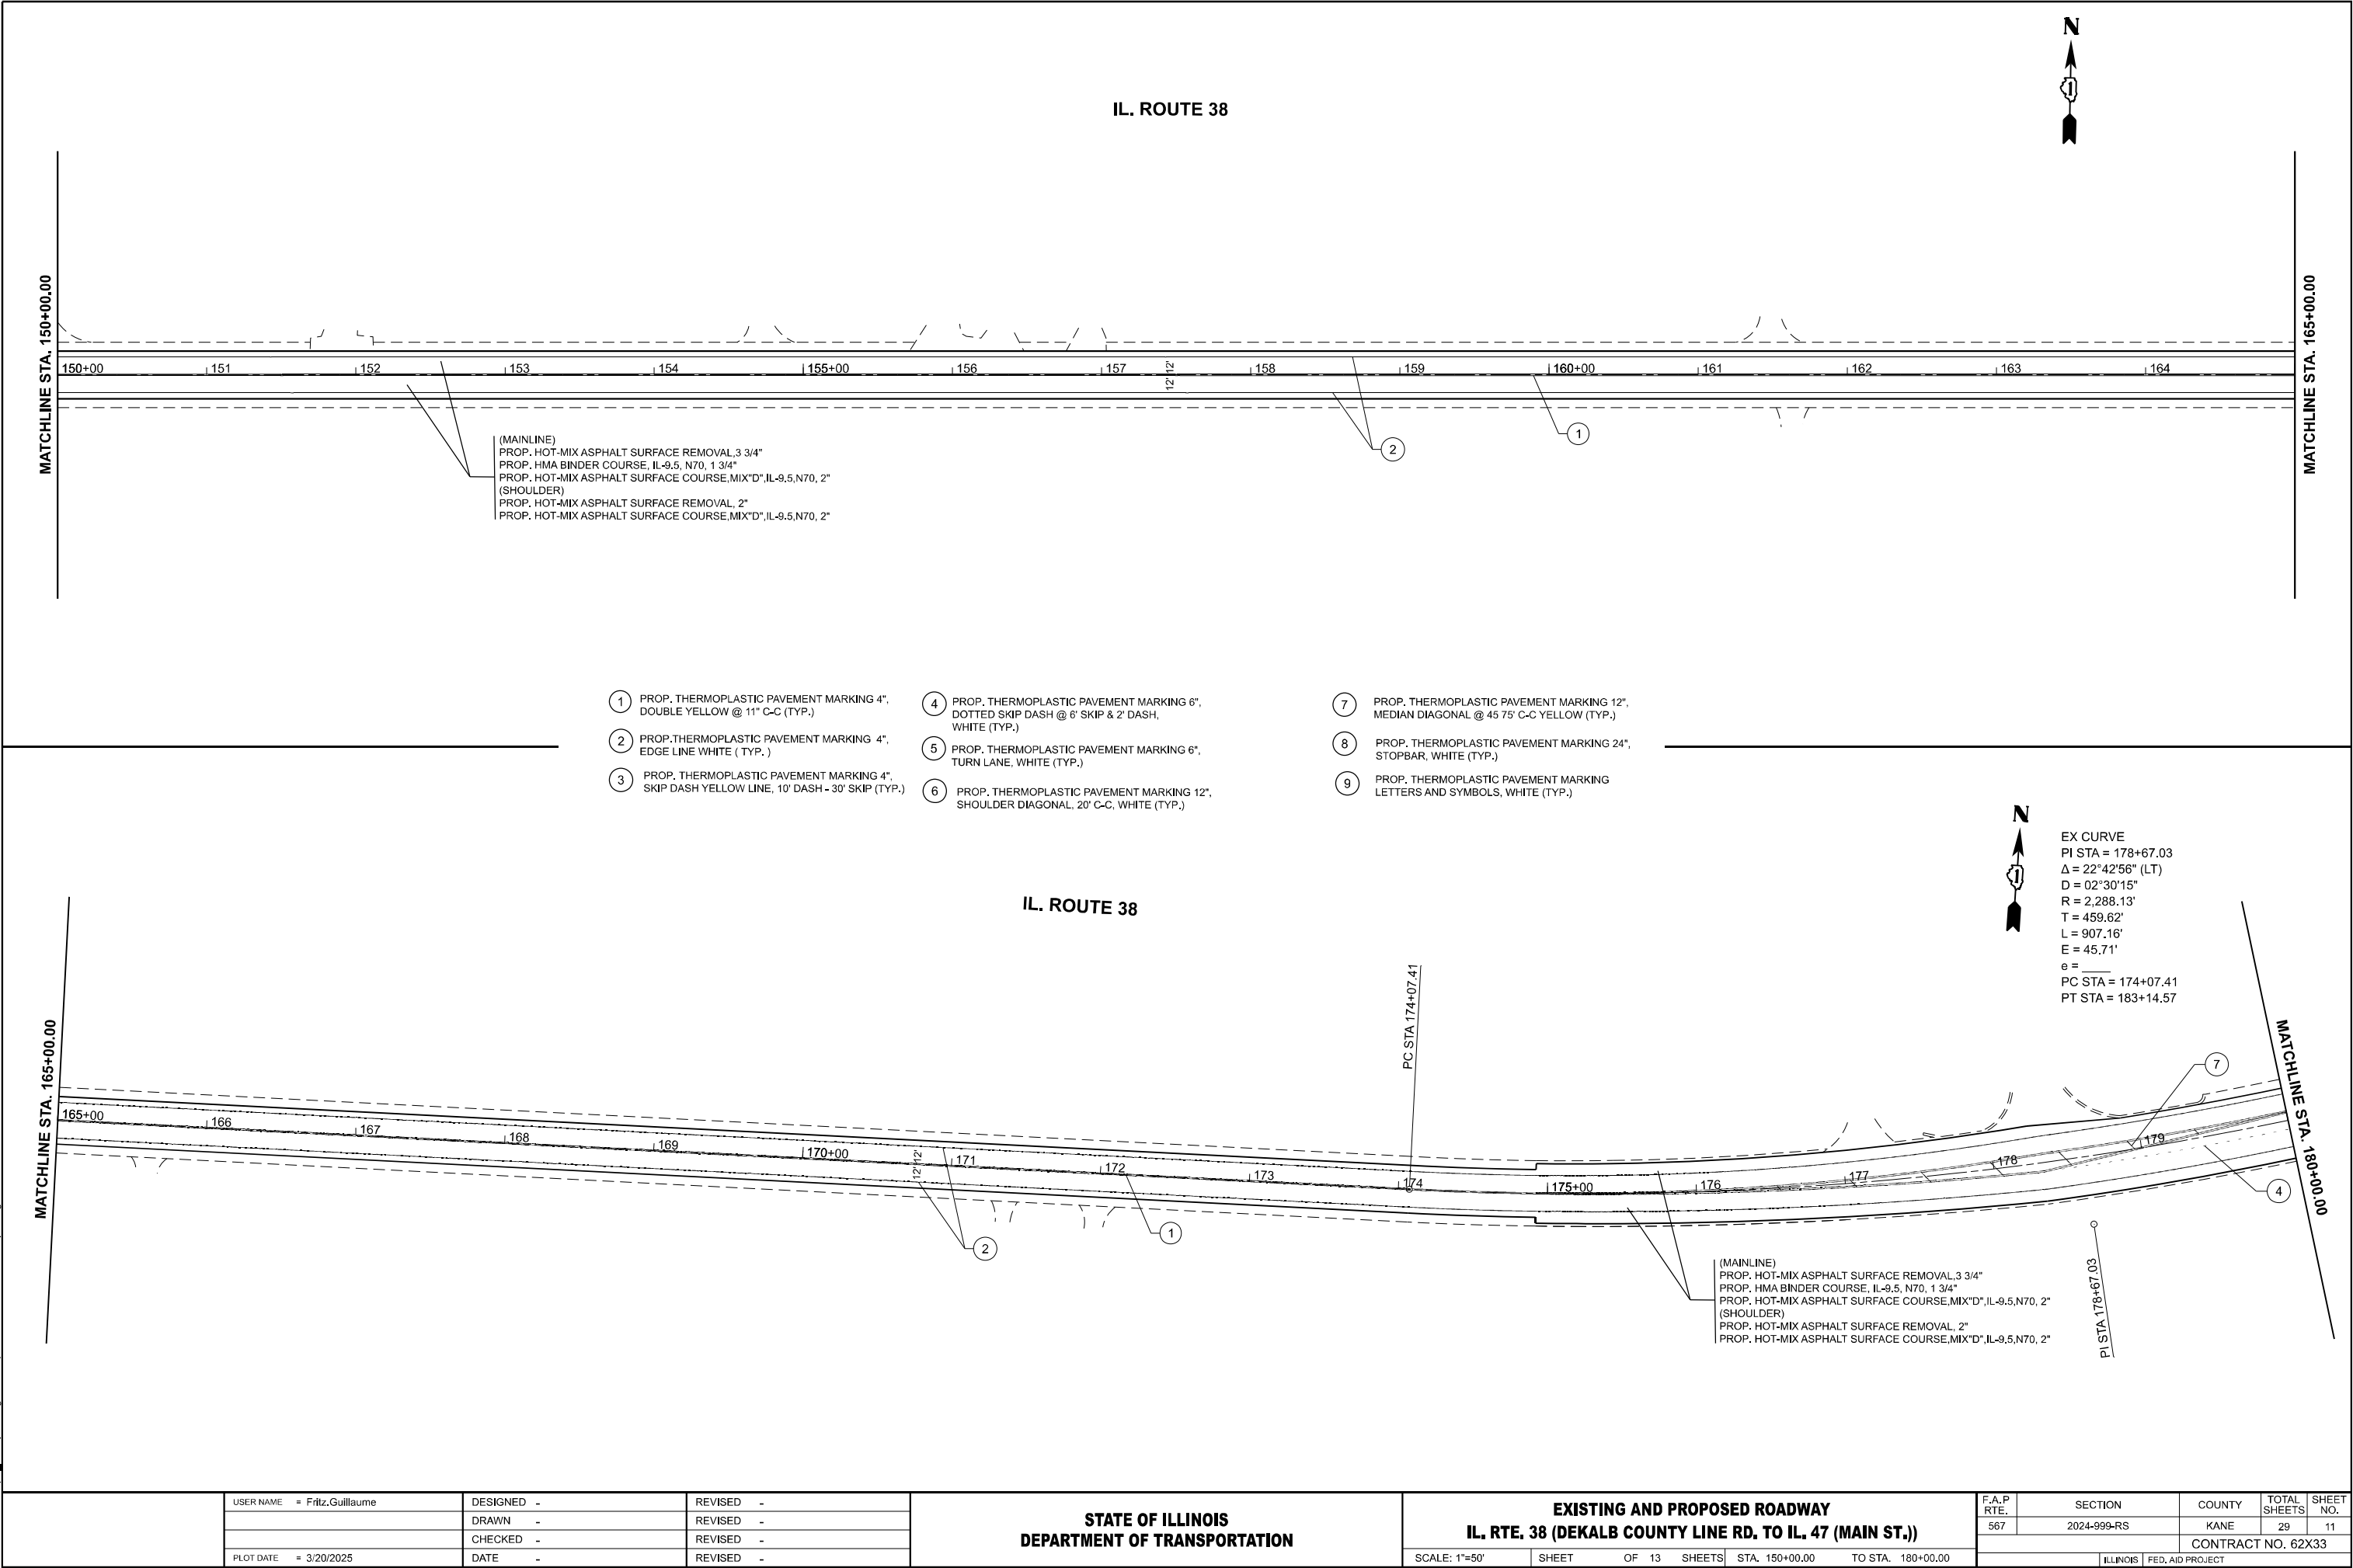 N
IL. ROUTE 38
MATCHLINE STA. 150+00.00
MATCHLINE STA. 165+00.00
150+00 151 152 153 154 155+00 156 157 158 159 160+00 161 162 163 164
12' 12'
2
1
(MAINLINE)
PROP. HOT-MIX ASPHALT SURFACE REMOVAL,3 3/4"
PROP. HMA BINDER COURSE, IL-9.5, N70, 1 3/4"
PROP. HOT-MIX ASPHALT SURFACE COURSE,MIX"D",IL-9.5,N70, 2"
(SHOULDER)
PROP. HOT-MIX ASPHALT SURFACE REMOVAL, 2"
PROP. HOT-MIX ASPHALT SURFACE COURSE,MIX"D",IL-9.5,N70, 2"
1 PROP. THERMOPLASTIC PAVEMENT MARKING 4",
DOUBLE YELLOW @ 11" C-C (TYP.)
2 PROP.THERMOPLASTIC PAVEMENT MARKING 4",
EDGE LINE WHITE ( TYP. )
3 PROP. THERMOPLASTIC PAVEMENT MARKING 4",
SKIP DASH YELLOW LINE, 10' DASH - 30' SKIP (TYP.)
4 PROP. THERMOPLASTIC PAVEMENT MARKING 6",
DOTTED SKIP DASH @ 6' SKIP & 2' DASH,
WHITE (TYP.)
5 PROP. THERMOPLASTIC PAVEMENT MARKING 6",
TURN LANE, WHITE (TYP.)
6 PROP. THERMOPLASTIC PAVEMENT MARKING 12",
SHOULDER DIAGONAL, 20' C-C, WHITE (TYP.)
7 PROP. THERMOPLASTIC PAVEMENT MARKING 12",
MEDIAN DIAGONAL @ 45 75' C-C YELLOW (TYP.)
8 PROP. THERMOPLASTIC PAVEMENT MARKING 24",
STOPBAR, WHITE (TYP.)
9 PROP. THERMOPLASTIC PAVEMENT MARKING
LETTERS AND SYMBOLS, WHITE (TYP.)
N
EX CURVE
PI STA = 178+67.03
Δ = 22°42'56" (LT)
D = 02°30'15"
R = 2,288.13'
T = 459.62'
L = 907.16'
E = 45.71'
e = ____
PC STA = 174+07.41
PT STA = 183+14.57
IL. ROUTE 38
MATCHLINE STA. 165+00.00
MATCHLINE STA. 180+00.00
PC STA 174+07.41
165+00 166 167 168 169 170+00 171 172 173 174 175+00 176 177 178 179
12' 12'
2
1
7
4
PI STA 178+67.03
(MAINLINE)
PROP. HOT-MIX ASPHALT SURFACE REMOVAL,3 3/4"
PROP. HMA BINDER COURSE, IL-9.5, N70, 1 3/4"
PROP. HOT-MIX ASPHALT SURFACE COURSE,MIX"D",IL-9.5,N70, 2"
(SHOULDER)
PROP. HOT-MIX ASPHALT SURFACE REMOVAL, 2"
PROP. HOT-MIX ASPHALT SURFACE COURSE,MIX"D",IL-9.5,N70, 2"
USER NAME = Fritz.Guillaume
PLOT DATE = 3/20/2025
DESIGNED -
DRAWN -
CHECKED -
DATE -
REVISED -
REVISED -
REVISED -
REVISED -
STATE OF ILLINOIS
DEPARTMENT OF TRANSPORTATION
EXISTING AND PROPOSED ROADWAY
IL. RTE. 38 (DEKALB COUNTY LINE RD. TO IL. 47 (MAIN ST.))
SCALE: 1"=50' SHEET OF 13 SHEETS STA. 150+00.00 TO STA. 180+00.00
F.A.P RTE. SECTION COUNTY TOTAL SHEETS SHEET NO.
567 2024-999-RS KANE 29 11
CONTRACT NO. 62X33
ILLINOIS FED. AID PROJECT